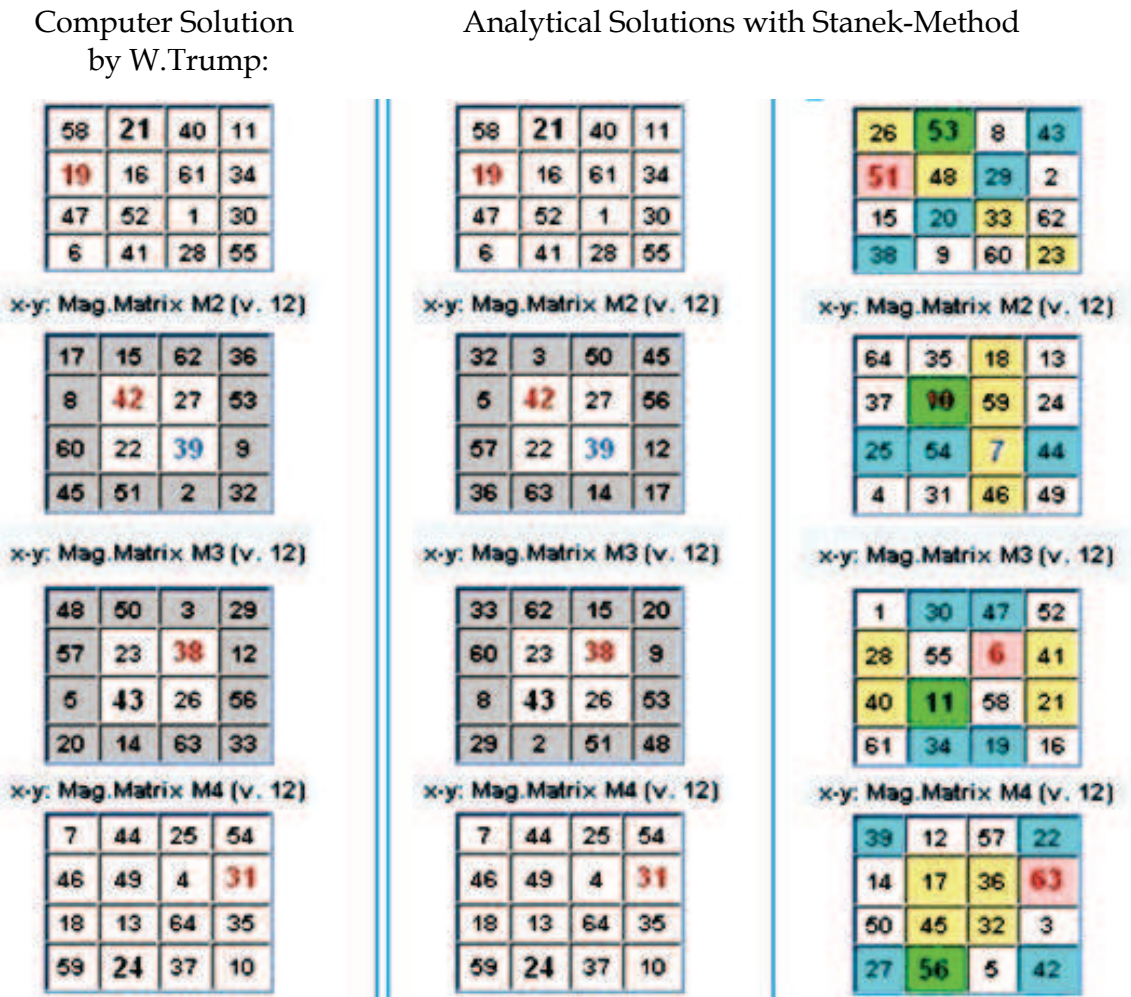 Computer Solution
by W.Trump:
Analytical Solutions with Stanek-Method
58 21 40 11
19 16 61 34
47 52 1 30
6 41 28 55
x-y: Mag.Matrix M2 (v. 12)
17 15 62 36
8 42 27 53
60 22 39 9
45 51 2 32
x-y: Mag.Matrix M3 (v. 12)
48 50 3 29
57 23 38 12
5 43 26 56
20 14 63 33
x-y: Mag.Matrix M4 (v. 12)
7 44 25 54
46 49 4 31
18 13 64 35
59 24 37 10
58 21 40 11
19 16 61 34
47 52 1 30
6 41 28 55
x-y: Mag.Matrix M2 (v. 12)
32 3 50 45
5 42 27 56
57 22 39 12
36 63 14 17
x-y: Mag.Matrix M3 (v. 12)
33 62 15 20
60 23 38 9
8 43 26 53
29 2 51 48
x-y: Mag.Matrix M4 (v. 12)
7 44 25 54
46 49 4 31
18 13 64 35
59 24 37 10
26 53 8 43
51 48 29 2
15 20 33 62
38 9 60 23
x-y: Mag.Matrix M2 (v. 12)
64 35 18 13
37 10 59 24
25 54 7 44
4 31 46 49
x-y: Mag.Matrix M3 (v. 12)
1 30 47 52
28 55 6 41
40 11 58 21
61 34 19 16
x-y: Mag.Matrix M4 (v. 12)
39 12 57 22
14 17 36 63
50 45 32 3
27 56 5 42